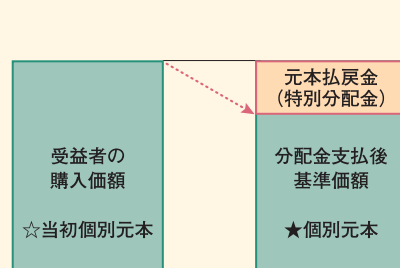 元本払戻金
（特別分配金）
受益者の
購入価額
☆当初個別元本
分配金支払後
基準価額
★個別元本